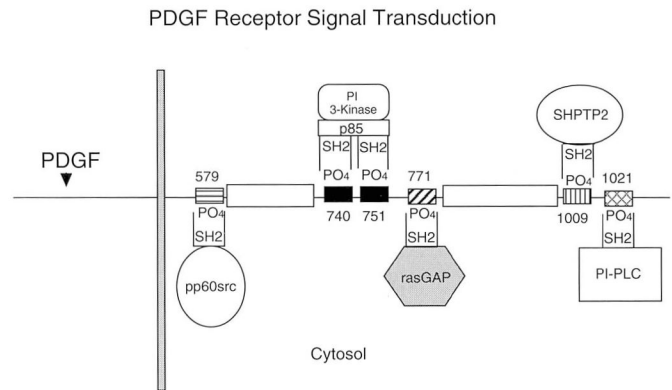 PDGF Receptor Signal Transduction
PI
3-Kinase
p85
SH2 SH2
SHPTP2
SH2
PDGF
579
PO4 PO4
771
PO4
1021
PO4
740
751
PO4
1009
PO4
SH2
SH2
SH2
pp60src
rasGAP
PI-PLC
Cytosol